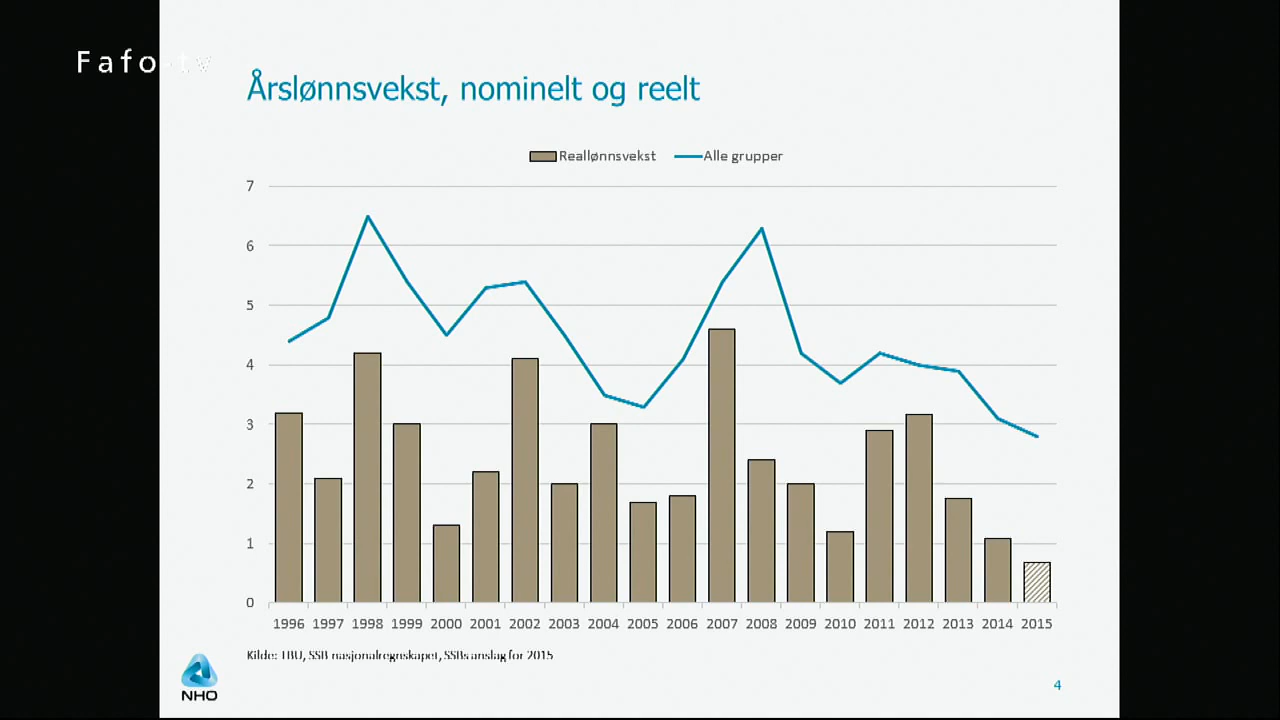 Fafo-tv
Årslønnsvekst, nominelt og reelt
Reallønnsvekst Alle grupper
7
6
5
4
3
2
1
0
1996 1997 1998 1999 2000 2001 2002 2003 2004 2005 2006 2007 2008 2009 2010 2011 2012 2013 2014 2015
Kilde: TBU, SSB nasjonalregnskapet, SSBs anslag for 2015
NHO
4